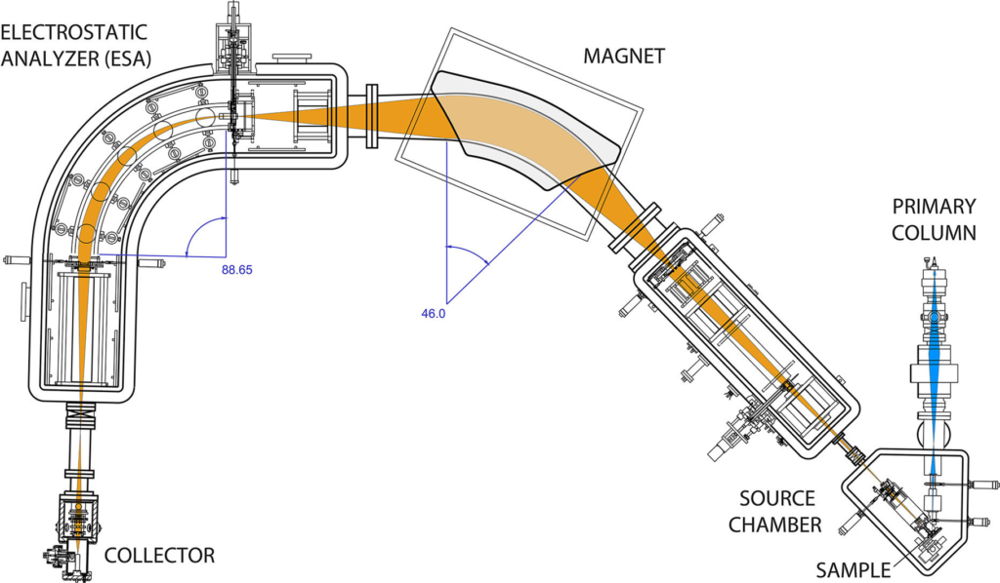 ELECTROSTATIC
ANALYZER (ESA)
MAGNET
PRIMARY
COLUMN
88.65
46.0
SOURCE
CHAMBER
COLLECTOR
SAMPLE